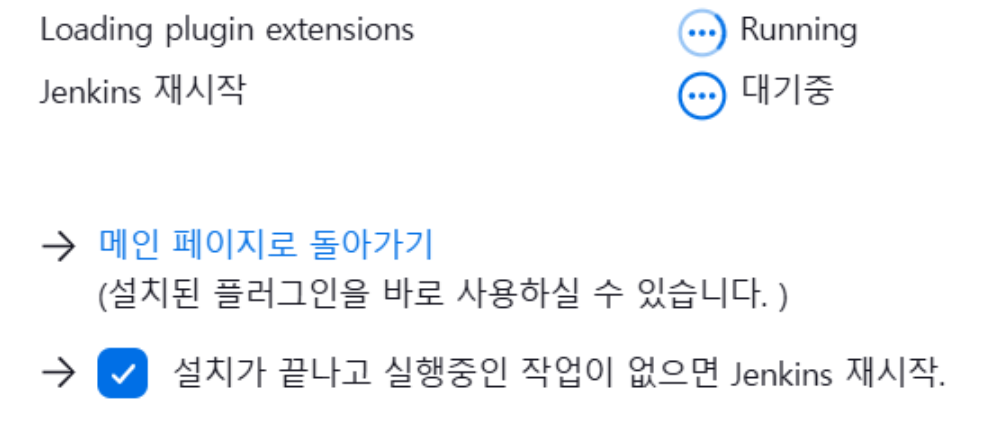 Loading plugin extensions Running
Jenkins 재시작 대기중
→ 메인 페이지로 돌아가기
(설치된 플러그인을 바로 사용하실 수 있습니다. )
→ 설치가 끝나고 실행중인 작업이 없으면 Jenkins 재시작.